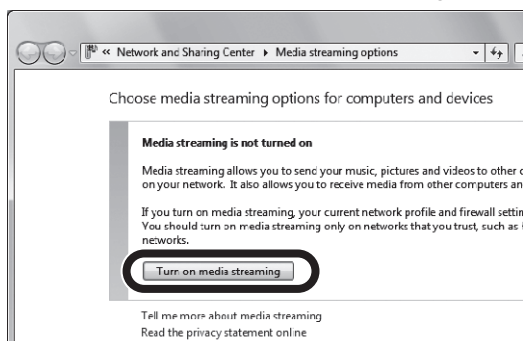 « Network and Sharing Center ▸ Media streaming options
Choose media streaming options for computers and devices
Media streaming is not turned on
Media streaming allows you to send your music, pictures and videos to other
on your network. It also allows you to receive media from other computers
If you turn on media streaming, your current network profile and firewall
You should turn on media streaming only on networks that you trust, such as
networks.
Turn on media streaming
Tell me more about media streaming
Read the privacy statement online